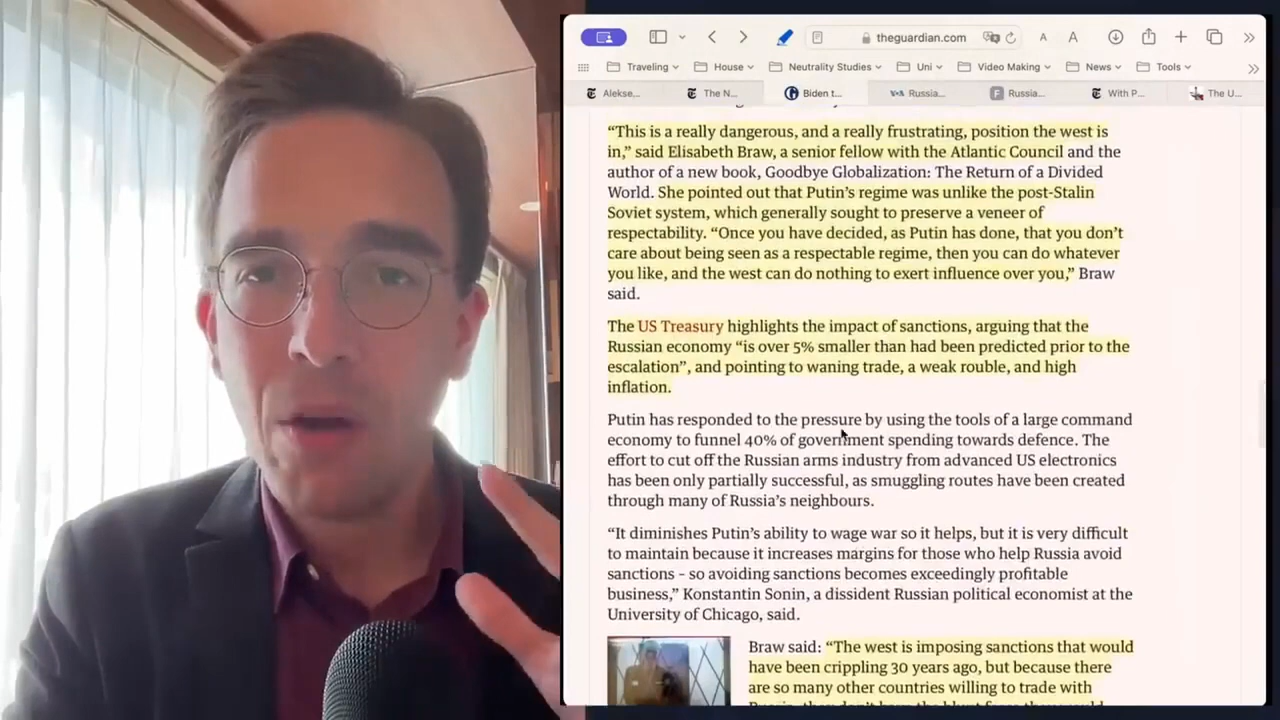 theguardian.com
A A
Traveling House Neutrality Studies Uni Video Making News Tools
Alekse... The N... Biden t... VOA Russia... F Russia... With P... The U...
“This is a really dangerous, and a really frustrating, position the west is
in,” said Elisabeth Braw, a senior fellow with the Atlantic Council and the
author of a new book, Goodbye Globalization: The Return of a Divided
World. She pointed out that Putin’s regime was unlike the post-Stalin
Soviet system, which generally sought to preserve a veneer of
respectability. “Once you have decided, as Putin has done, that you don’t
care about being seen as a respectable regime, then you can do whatever
you like, and the west can do nothing to exert influence over you,” Braw
said.
The US Treasury highlights the impact of sanctions, arguing that the
Russian economy “is over 5% smaller than had been predicted prior to the
escalation”, and pointing to waning trade, a weak rouble, and high
inflation.
Putin has responded to the pressure by using the tools of a large command
economy to funnel 40% of government spending towards defence. The
effort to cut off the Russian arms industry from advanced US electronics
has been only partially successful, as smuggling routes have been created
through many of Russia’s neighbours.
“It diminishes Putin’s ability to wage war so it helps, but it is very difficult
to maintain because it increases margins for those who help Russia avoid
sanctions – so avoiding sanctions becomes exceedingly profitable
business,” Konstantin Sonin, a dissident Russian political economist at the
University of Chicago, said.
Braw said: “The west is imposing sanctions that would
have been crippling 30 years ago, but because there
are so many other countries willing to trade with